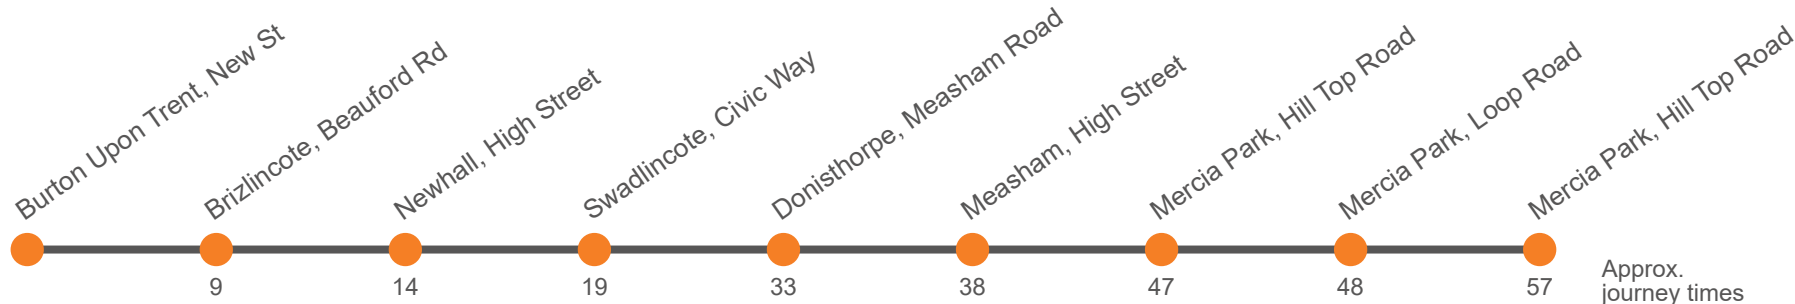 Burton Upon Trent, New St
Brizlincote, Beauford Rd
Newhall, High Street
Swadlincote, Civic Way
Donisthorpe, Measham Road
Measham, High Street
Mercia Park, Hill Top Road
Mercia Park, Loop Road
Mercia Park, Hill Top Road
9
14
19
33
38
47
48
57
Approx.
journey times